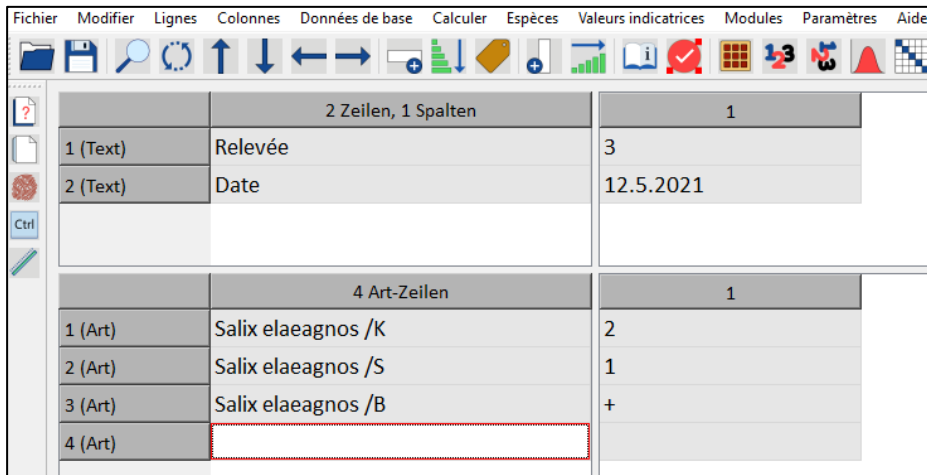 Fichier Modifier Lignes Colonnes Données de base Calculer Espèces Valeurs indicatrices Modules Paramètres Aide
i 123
?
Ctrl
2 Zeilen, 1 Spalten 1
1 (Text) Relevée 3
2 (Text) Date 12.5.2021
4 Art-Zeilen 1
1 (Art) Salix elaeagnos /K 2
2 (Art) Salix elaeagnos /S 1
3 (Art) Salix elaeagnos /B +
4 (Art)